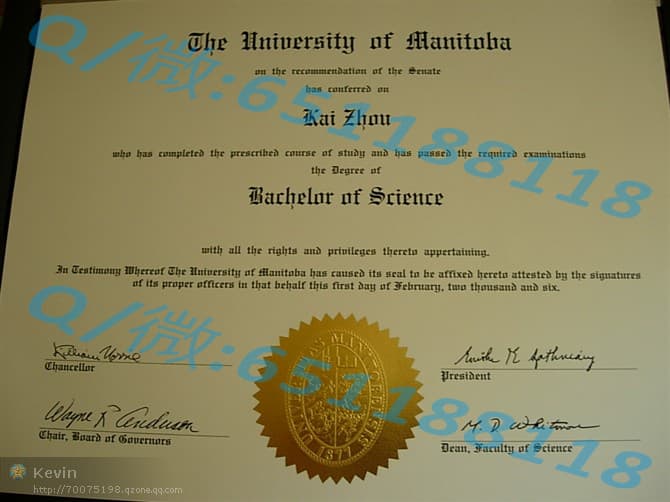 The University of Manitoba
on the recommendation of the Senate
has conferred on
Kai Zhou
who has completed the prescribed course of study and has passed the required examinations
the Degree of
Bachelor of Science
with all the rights and privileges thereto appertaining.
In Testimony Whereof The University of Manitoba has caused its seal to be affixed hereto attested by the signatures
of its proper officers in that behalf this first day of February, two thousand and six.
Q/微:651188118
Q/微:651188118
Chancellor
President
Wayne R Anderson
Chair, Board of Governors
Dean, Faculty of Science
1877
Kevin
http://70075198.qzone.qq.com